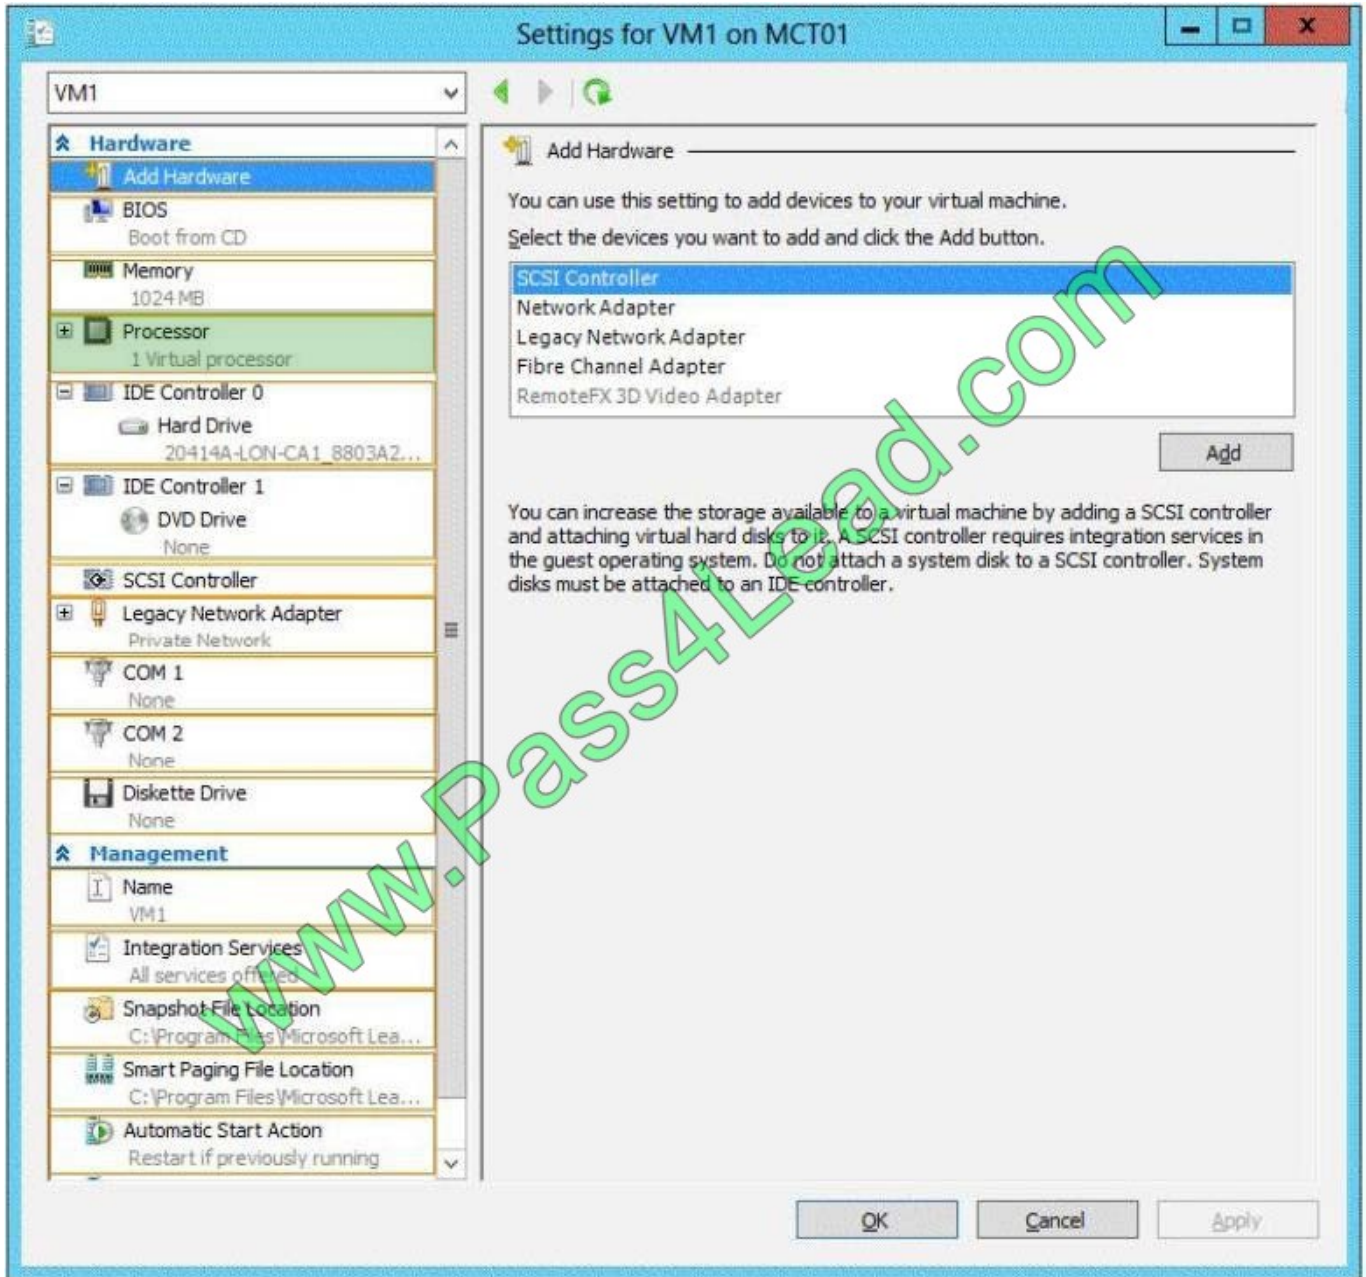 Settings for VM1 on MCT01
VM1
Hardware
Add Hardware
BIOS
Boot from CD
Memory
1024 MB
Processor
1 Virtual processor
IDE Controller 0
Hard Drive
20414A-LON-CA1_8803A2...
IDE Controller 1
DVD Drive
None
SCSI Controller
Legacy Network Adapter
Private Network
COM 1
None
COM 2
None
Diskette Drive
None
Management
Name
VM1
Integration Services
All services offered
Snapshot File Location
C:\Program Files\Microsoft Lea...
Smart Paging File Location
C:\Program Files\Microsoft Lea...
Automatic Start Action
Restart if previously running
Add Hardware
You can use this setting to add devices to your virtual machine.
Select the devices you want to add and click the Add button.
SCSI Controller
Network Adapter
Legacy Network Adapter
Fibre Channel Adapter
RemoteFX 3D Video Adapter
Add
You can increase the storage available to a virtual machine by adding a SCSI controller
and attaching virtual hard disks to it. A SCSI controller requires integration services in
the guest operating system. Do not attach a system disk to a SCSI controller. System
disks must be attached to an IDE controller.
OK
Cancel
Apply
www.Pass4Lead.com